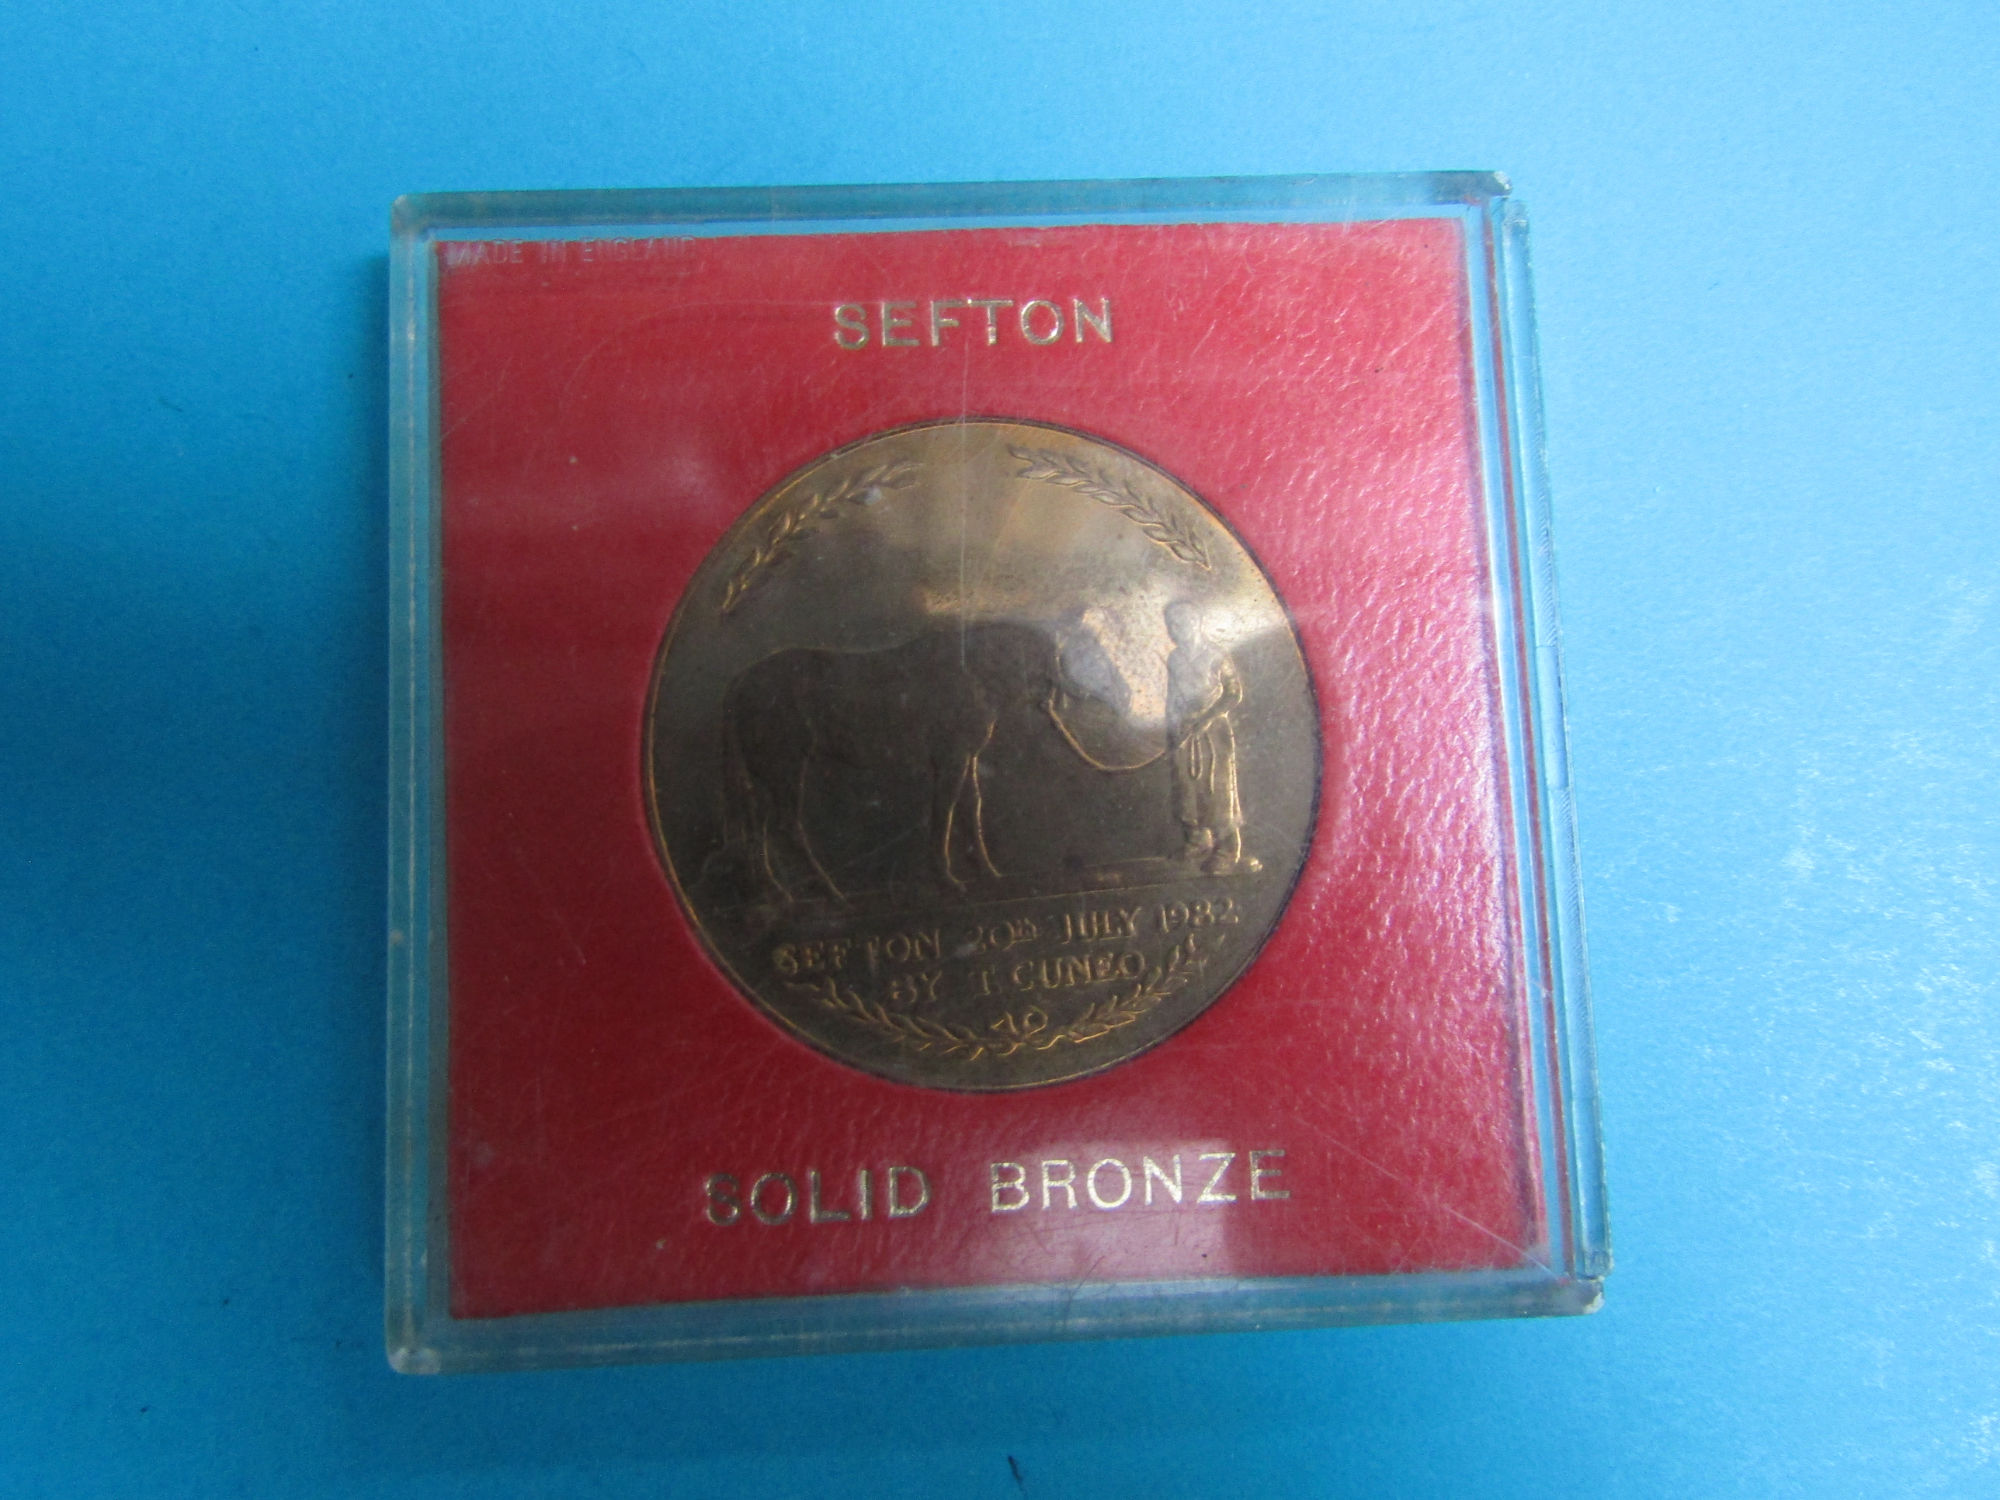 MADE IN ENGLAND
SEFTON
SEFTON 20th JULY 1982
BY T. CUNEO
SOLID BRONZE